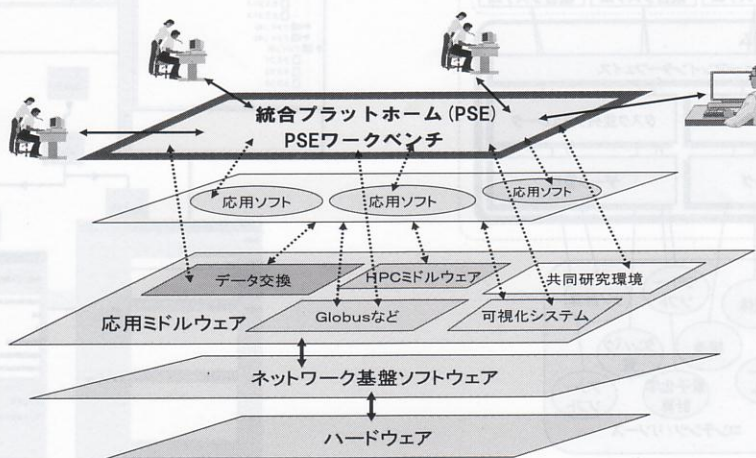 統合プラットホーム(PSE)
PSEワークベンチ
応用ソフト
応用ソフト
応用ソフト
データ交換
HPCミドルウェア
共同研究環境
応用ミドルウェア
Globusなど
可視化システム
ネットワーク基盤ソフトウェア
ハードウェア